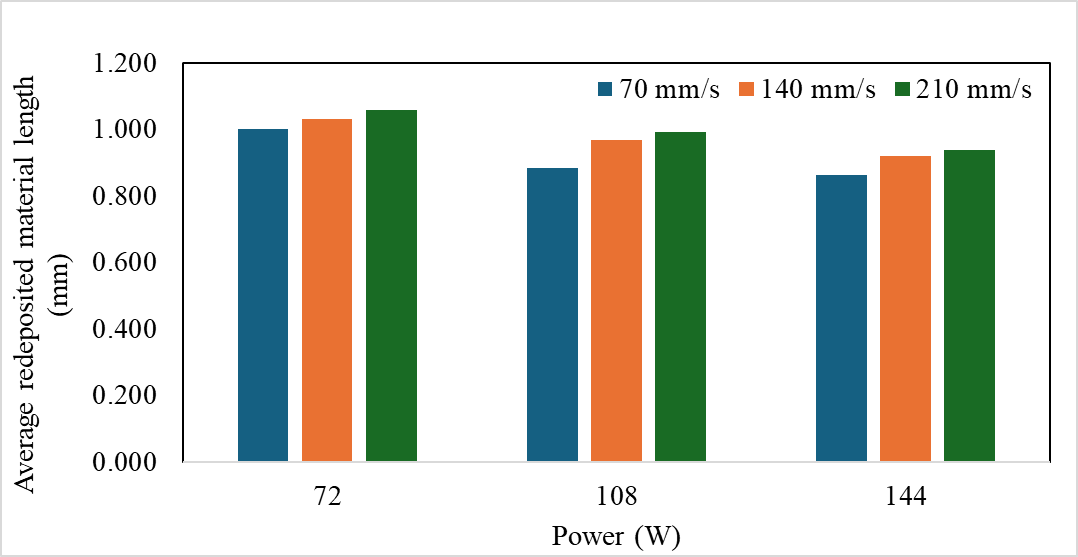 Average redeposited material length
(mm)
1.200
1.000
0.800
0.600
0.400
0.200
0.000
70 mm/s 140 mm/s 210 mm/s
72 108 144
Power (W)